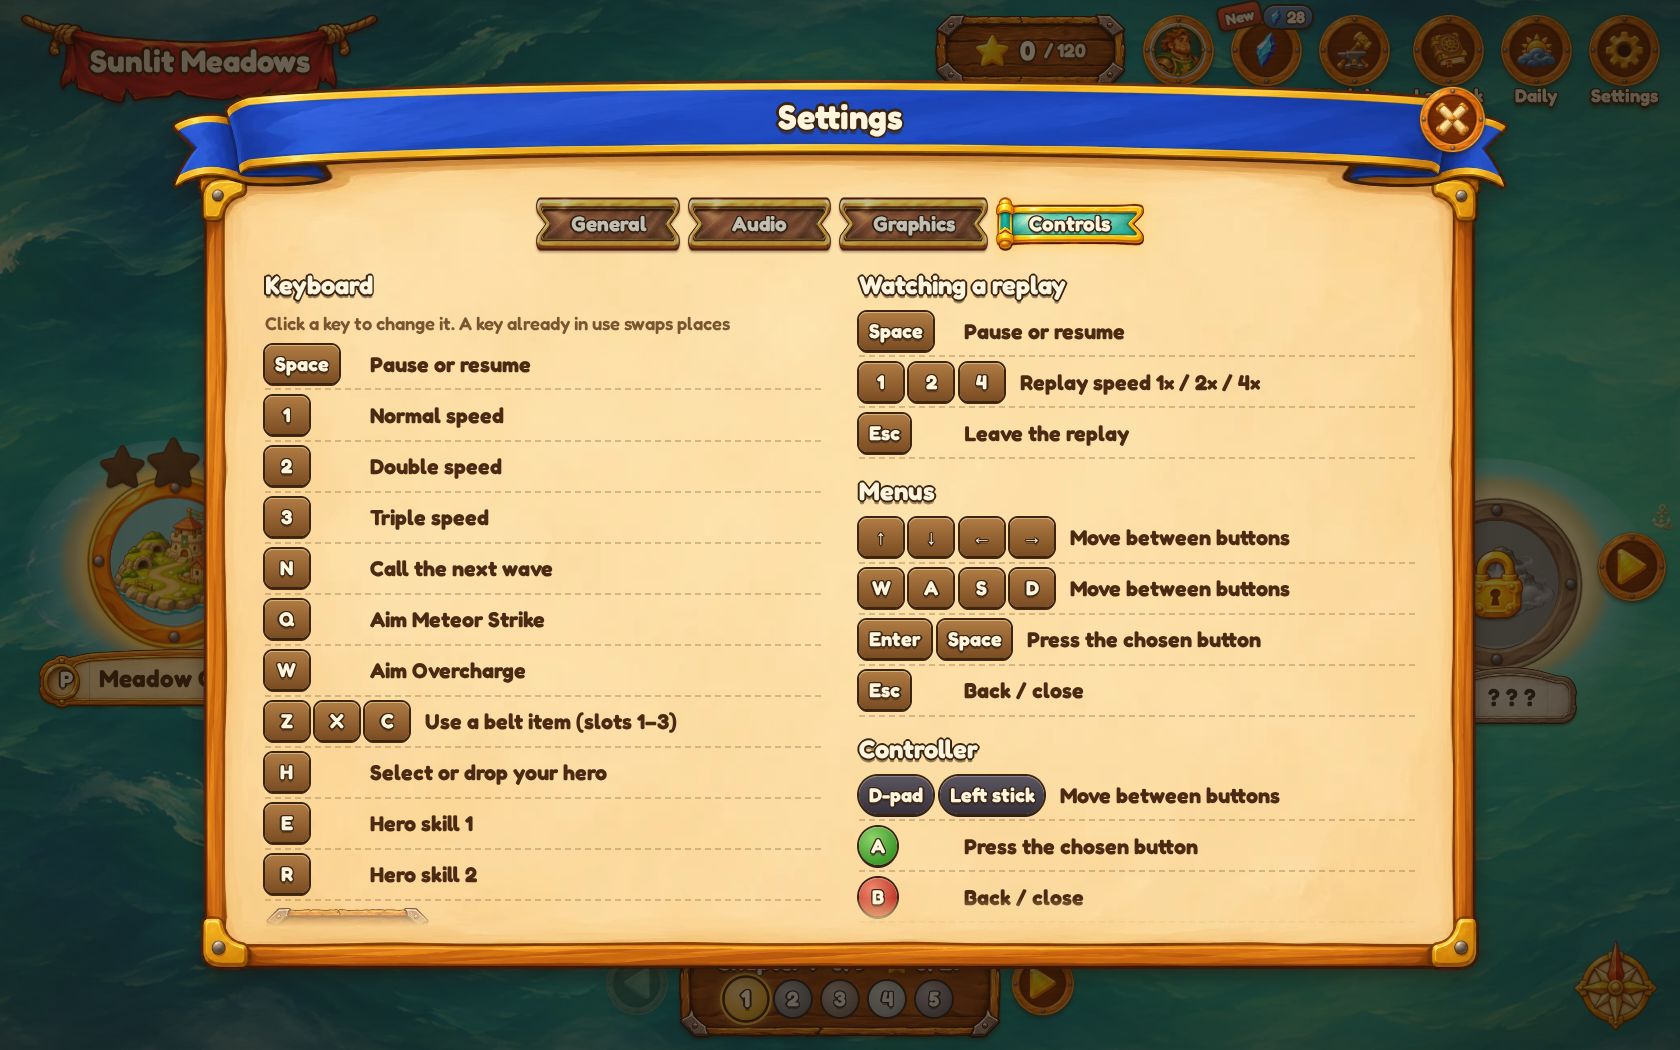 Sunlit Meadows
0 / 120
New
28
Daily
Settings
Settings
General
Audio
Graphics
Controls
Keyboard
Click a key to change it. A key already in use swaps places
Space Pause or resume
1 Normal speed
2 Double speed
3 Triple speed
N Call the next wave
Q Aim Meteor Strike
W Aim Overcharge
Z X C Use a belt item (slots 1–3)
H Select or drop your hero
E Hero skill 1
R Hero skill 2
Watching a replay
Space Pause or resume
1 2 4 Replay speed 1x / 2x / 4x
Esc Leave the replay
Menus
↑ ↓ ← → Move between buttons
W A S D Move between buttons
Enter Space Press the chosen button
Esc Back / close
Controller
D-pad Left stick Move between buttons
A Press the chosen button
B Back / close
P Meadow
???
1 2 3 4 5